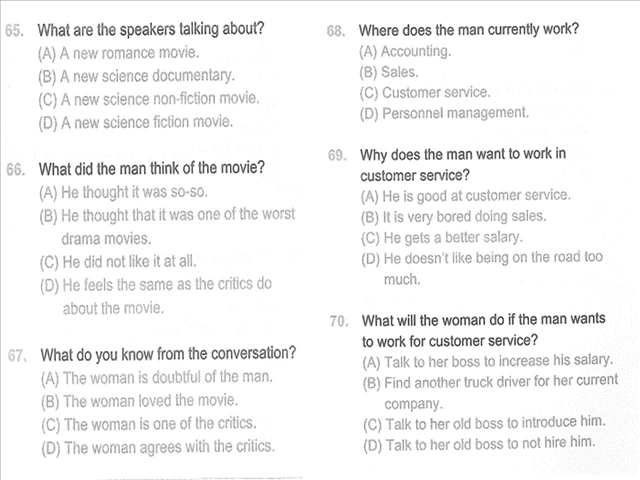 65. What are the speakers talking about?
(A) A new romance movie.
(B) A new science documentary.
(C) A new science non-fiction movie.
(D) A new science fiction movie.
66. What did the man think of the movie?
(A) He thought it was so-so.
(B) He thought that it was one of the worst
drama movies.
(C) He did not like it at all.
(D) He feels the same as the critics do
about the movie.
67. What do you know from the conversation?
(A) The woman is doubtful of the man.
(B) The woman loved the movie.
(C) The woman is one of the critics.
(D) The woman agrees with the critics.
68. Where does the man currently work?
(A) Accounting.
(B) Sales.
(C) Customer service.
(D) Personnel management.
69. Why does the man want to work in
customer service?
(A) He is good at customer service.
(B) It is very bored doing sales.
(C) He gets a better salary.
(D) He doesn't like being on the road too
much.
70. What will the woman do if the man wants
to work for customer service?
(A) Talk to her boss to increase his salary.
(B) Find another truck driver for her current
company.
(C) Talk to her old boss to introduce him.
(D) Talk to her old boss to not hire him.